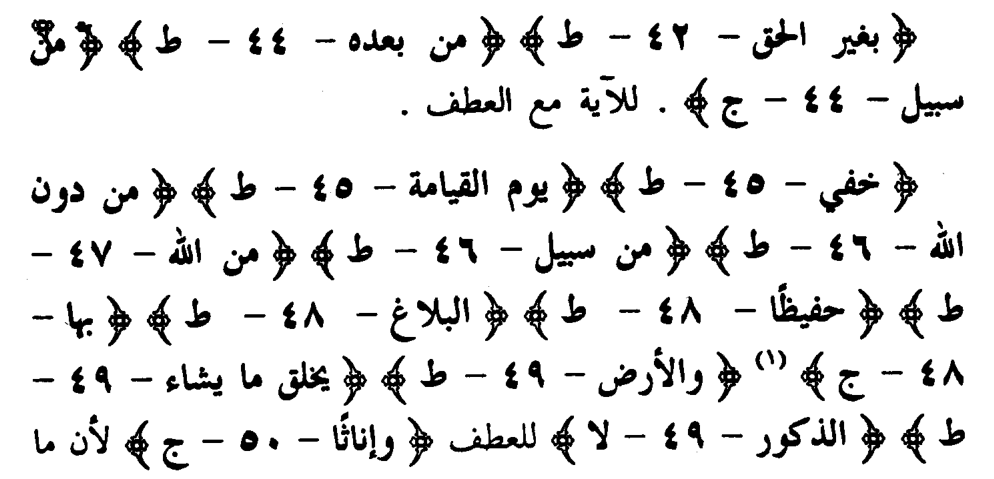 ﴿ بغير الحق – ٤٢ – ط ﴾ ﴿ من بعده – ٤٤ – ط ﴾ ﴿ منْ
سبيل – ٤٤ – ج ﴾ . للآية مع العطف .
﴿ خفي – ٤٥ – ط ﴾ ﴿ يوم القيامة – ٤٥ – ط ﴾ ﴿ من دون
الله – ٤٦ – ط ﴾ ﴿ من سبيل – ٤٦ – ط ﴾ ﴿ من الله – ٤٧ –
ط ﴾ ﴿ حفيظًا – ٤٨ – ط ﴾ ﴿ البلاغ – ٤٨ – ط ﴾ ﴿ بها –
٤٨ – ج ﴾ (١) ﴿ والأرض – ٤٩ – ط ﴾ ﴿ يخلق ما يشاء – ٤٩ –
ط ﴾ ﴿ الذكور – ٤٩ – لا ﴾ للعطف ﴿ وإناثًا – ٥٠ – ج ﴾ لأن ما